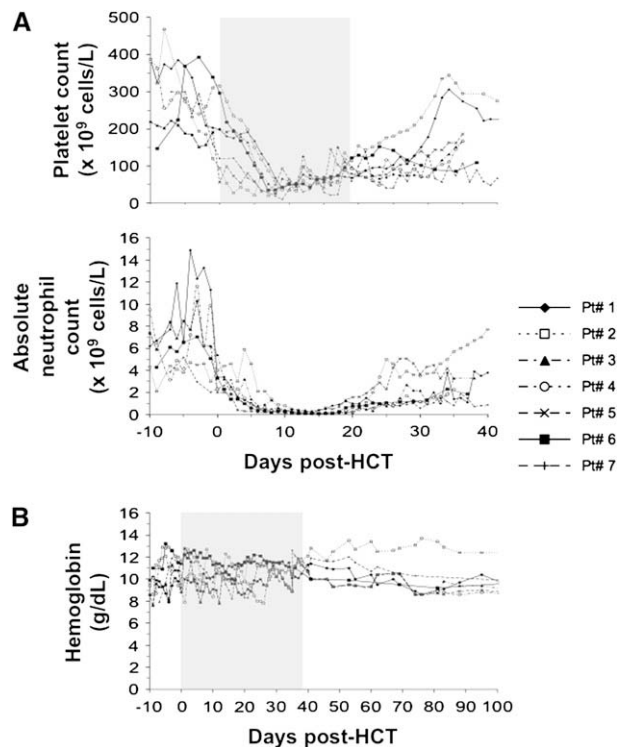 A
Platelet count
(x 10⁹ cells/L)
500
400
300
200
100
0
Absolute
neutrophil
count
(x 10⁹ cells/L)
16
14
12
10
8
6
4
2
0
-10 0 10 20 30 40
Days post-HCT
Pt# 1
Pt# 2
Pt# 3
Pt# 4
Pt# 5
Pt# 6
Pt# 7
B
Hemoglobin
(g/dL)
16
14
12
10
8
6
4
2
0
-10 0 10 20 30 40 50 60 70 80 90 100
Days post-HCT